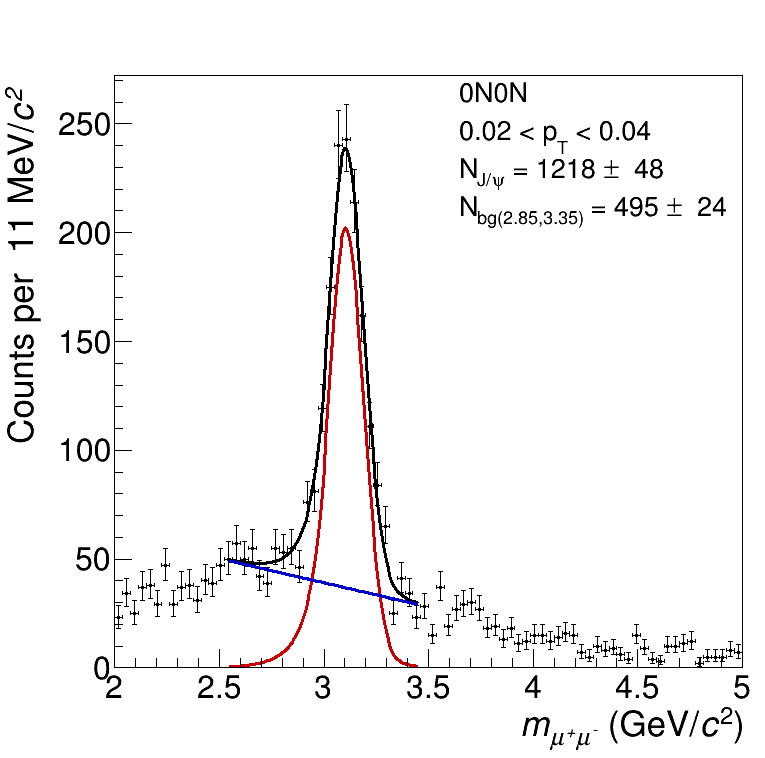 0N0N
0.02 < p_T < 0.04
N_J/ψ = 1218 ± 48
N_bg(2.85,3.35) = 495 ± 24
Counts per 11 MeV/c²
250
200
150
100
50
0
2 2.5 3 3.5 4 4.5 5
m_μ⁺μ⁻ (GeV/c²)